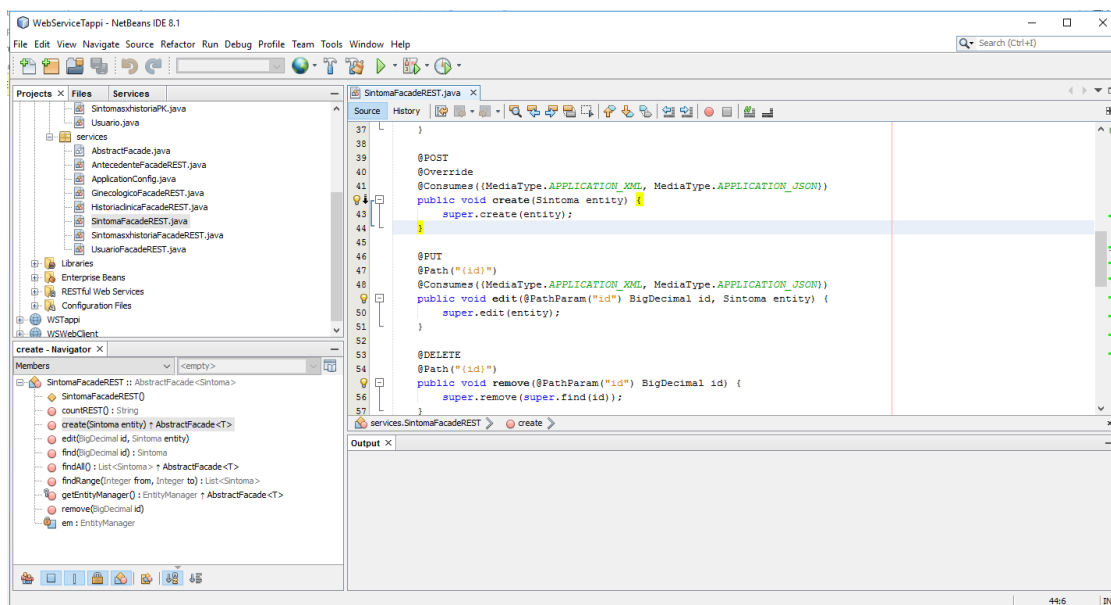 WebServiceTappi - NetBeans IDE 8.1
File Edit View Navigate Source Refactor Run Debug Profile Team Tools Window Help
Search (Ctrl+I)
Projects Files Services
SintomasxhistoriaPK.java
Usuario.java
services
AbstractFacade.java
AntecedenteFacadeREST.java
ApplicationConfig.java
GinecologicoFacadeREST.java
HistoriaclinicaFacadeREST.java
SintomaFacadeREST.java
SintomasxhistoriaFacadeREST.java
UsuarioFacadeREST.java
Libraries
Enterprise Beans
RESTful Web Services
Configuration Files
WSTappi
WSWebClient
create - Navigator
Members <empty>
SintomaFacadeREST :: AbstractFacade<Sintoma>
SintomaFacadeREST()
countREST() : String
create(Sintoma entity) ↑ AbstractFacade<T>
edit(BigDecimal id, Sintoma entity)
find(BigDecimal id) : Sintoma
findAll() : List<Sintoma> ↑ AbstractFacade<T>
findRange(Integer from, Integer to) : List<Sintoma>
getEntityManager() : EntityManager ↑ AbstractFacade<T>
remove(BigDecimal id)
em : EntityManager
SintomaFacadeREST.java
Source History
37 }
38
39 @POST
40 @Override
41 @Consumes({MediaType.APPLICATION_XML, MediaType.APPLICATION_JSON})
public void create(Sintoma entity) {
43 super.create(entity);
44 }
45
46 @PUT
47 @Path("{id}")
48 @Consumes({MediaType.APPLICATION_XML, MediaType.APPLICATION_JSON})
public void edit(@PathParam("id") BigDecimal id, Sintoma entity) {
50 super.edit(entity);
51 }
52
53 @DELETE
54 @Path("{id}")
public void remove(@PathParam("id") BigDecimal id) {
56 super.remove(super.find(id));
57 }
services.SintomaFacadeREST create
Output
44:6 IN